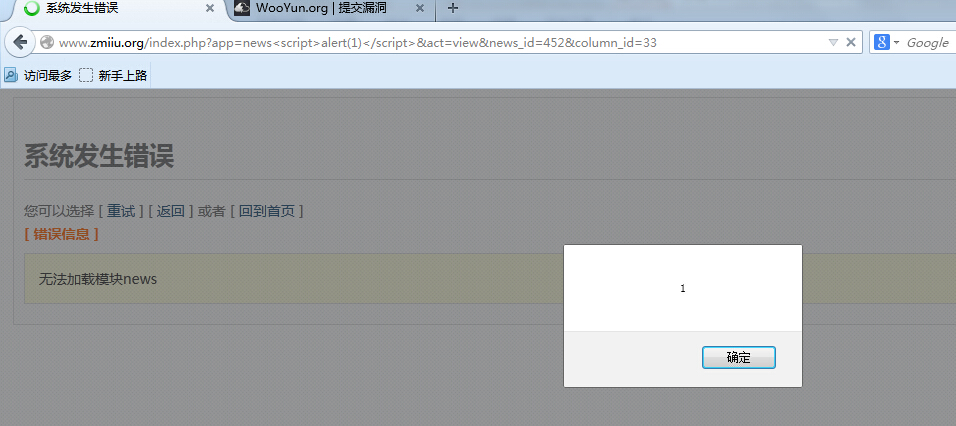 系统发生错误
WooYun.org | 提交漏洞
www.zmiiu.org/index.php?app=news<script>alert(1)</script>&act=view&news_id=452&column_id=33
Google
访问最多
新手上路
系统发生错误
您可以选择 [ 重试 ] [ 返回 ] 或者 [ 回到首页 ]
[ 错误信息 ]
无法加载模块news
1
确定